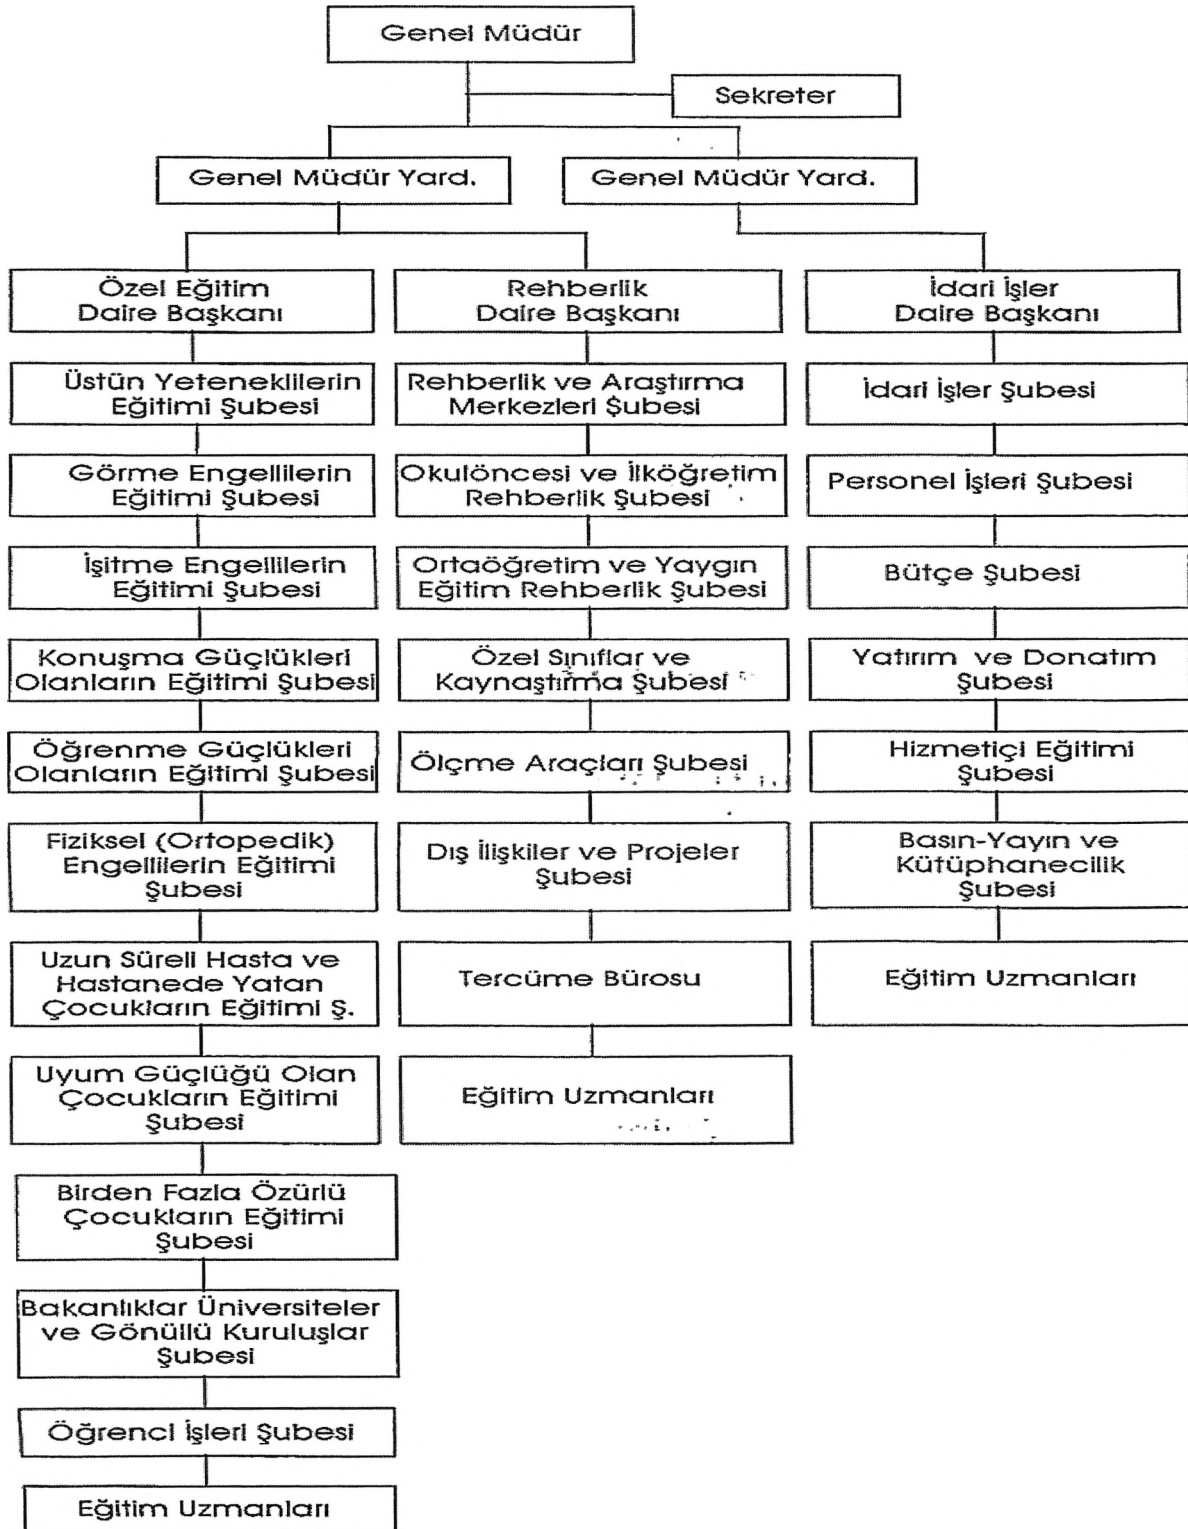 Genel Müdür
Sekreter
Genel Müdür Yard.
Genel Müdür Yard.
Özel Eğitim
Daire Başkanı
Üstün Yeteneklilerin
Eğitimi Şubesi
Görme Engellilerin
Eğitimi Şubesi
İşitme Engellilerin
Eğitimi Şubesi
Konuşma Güçlükleri
Olanların Eğitimi Şubesi
Öğrenme Güçlükleri
Olanların Eğitimi Şubesi
Fiziksel (Ortopedik)
Engellilerin Eğitimi
Şubesi
Uzun Süreli Hasta ve
Hastanede Yatan
Çocukların Eğitimi Ş.
Uyum Güçlüğü Olan
Çocukların Eğitimi
Şubesi
Birden Fazla Özürlü
Çocukların Eğitimi
Şubesi
Bakanlıklar Üniversiteler
ve Gönüllü Kuruluşlar
Şubesi
Öğrenci İşleri Şubesi
Eğitim Uzmanları
Rehberlik
Daire Başkanı
Rehberlik ve Araştırma
Merkezleri Şubesi
Okulöncesi ve İlköğretim
Rehberlik Şubesi
Ortaöğretim ve Yaygın
Eğitim Rehberlik Şubesi
Özel Sınıflar ve
Kaynaştırma Şubesi
Ölçme Araçları Şubesi
Dış İlişkiler ve Projeler
Şubesi
Tercüme Bürosu
Eğitim Uzmanları
İdari İşler
Daire Başkanı
İdari İşler Şubesi
Personel İşleri Şubesi
Bütçe Şubesi
Yatırım ve Donatım
Şubesi
Hizmetiçi Eğitimi
Şubesi
Basın-Yayın ve
Kütüphanecilik
Şubesi
Eğitim Uzmanları